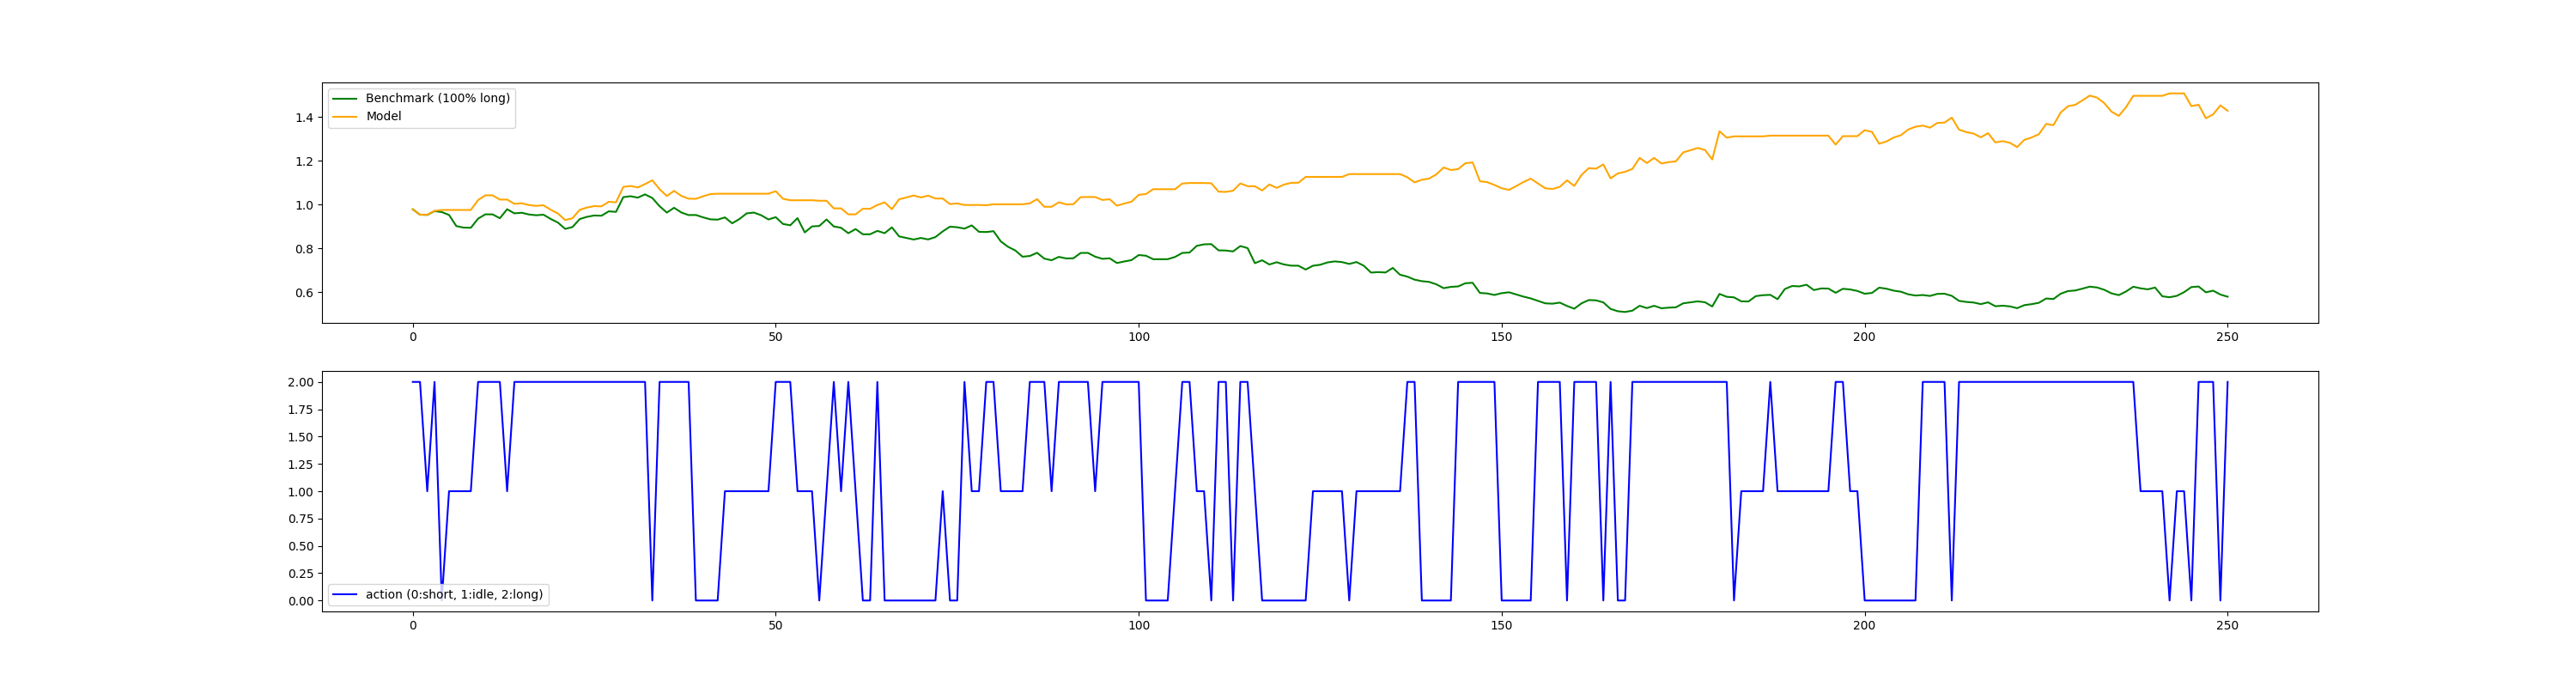 Benchmark (100% long)
Model
1.4
1.2
1.0
0.8
0.6
0 50 100 150 200 250
2.00
1.75
1.50
1.25
1.00
0.75
0.50
0.25
0.00
action (0:short, 1:idle, 2:long)
0 50 100 150 200 250